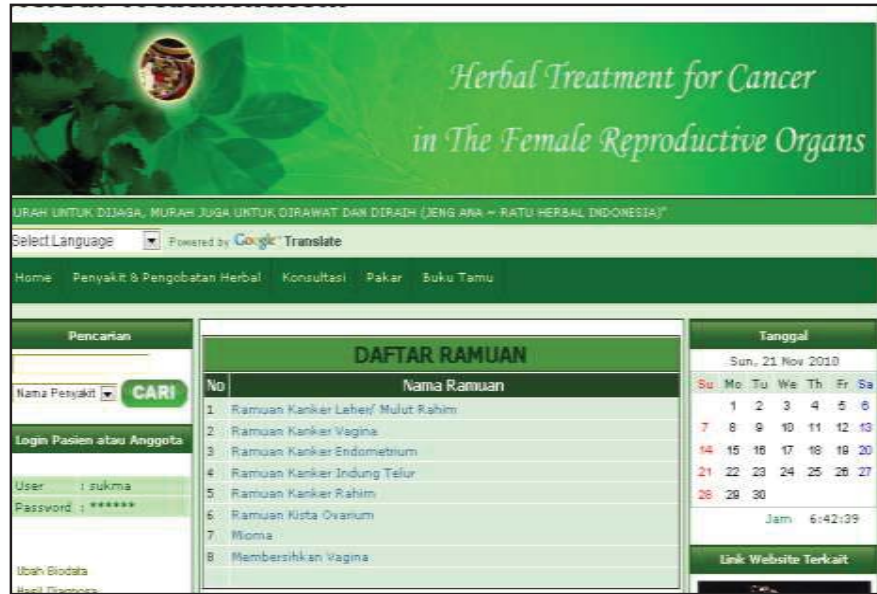 Herbal Treatment for Cancer
in The Female Reproductive Organs
URAH UNTUK DIJAGA, MURAH JUGA UNTUK DIRAWAT DAN DIRAIH (JENG ANA ~ RATU HERBAL INDONESIA)"
Select Language Powered by Google Translate
Home Penyakit & Pengobatan Herbal Konsultasi Pakar Buku Tamu
Pencarian
Nama Penyakit CARI
Login Pasien atau Anggota
User : sukma
Password : ******
Ubah Biodata
Hasil Diagnosa
DAFTAR RAMUAN
No Nama Ramuan
1 Ramuan Kanker Leher/ Mulut Rahim
2 Ramuan Kanker Vagina
3 Ramuan Kanker Endometrium
4 Ramuan Kanker Indung Telur
5 Ramuan Kanker Rahim
6 Ramuan Kista Ovarium
7 Mioma
8 Membersihkan Vagina
Tanggal
Sun, 21 Nov 2010
Su Mo Tu We Th Fr Sa
1 2 3 4 5 6
7 8 9 10 11 12 13
14 15 16 17 18 19 20
21 22 23 24 25 26 27
28 29 30
Jam 6:42:39
Link Website Terkait